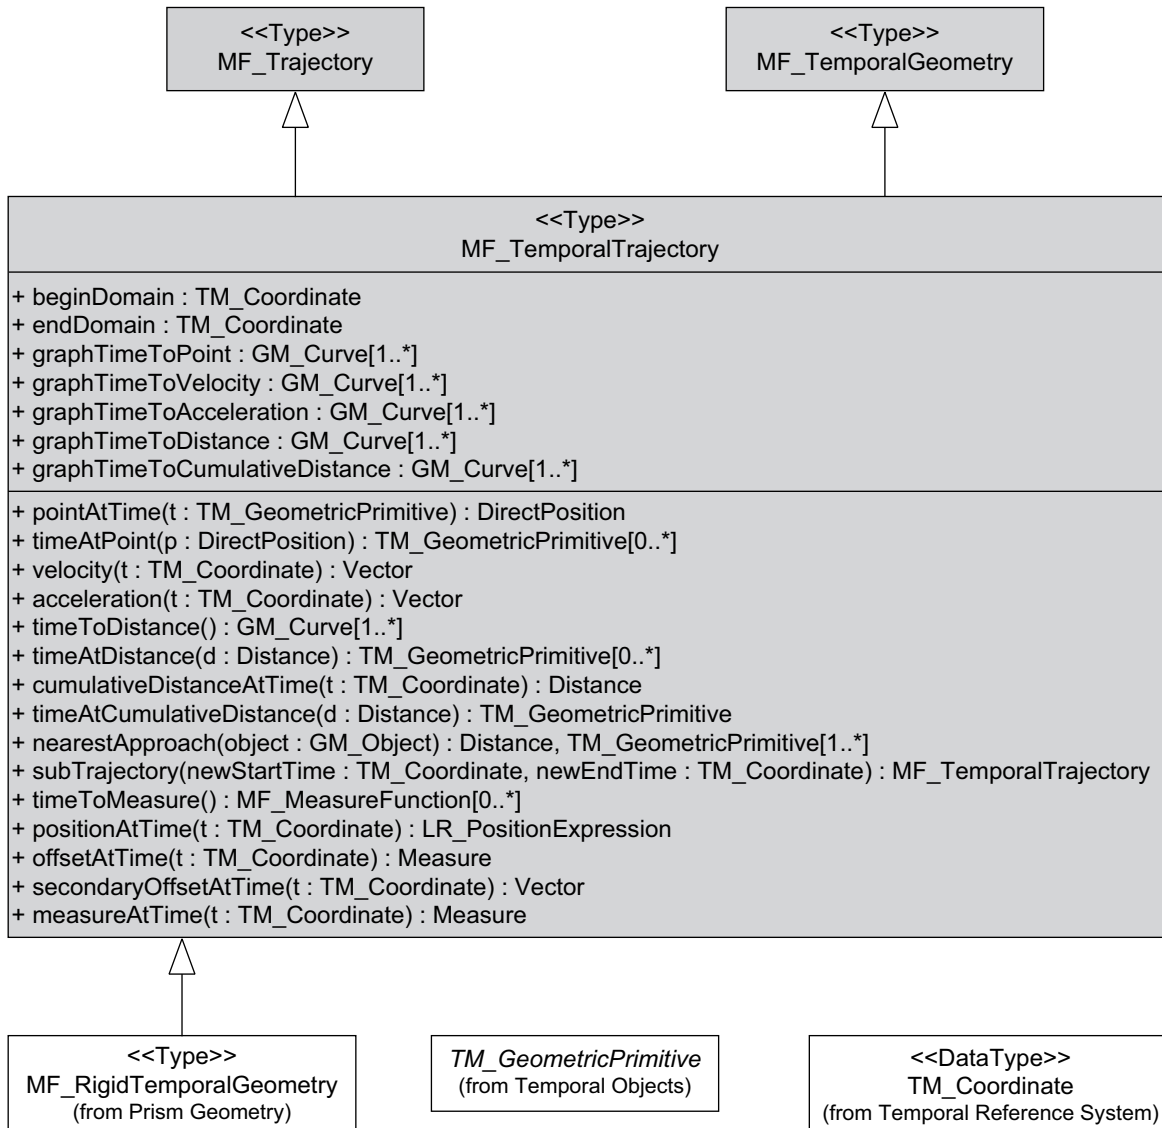 <<Type>>
MF_Trajectory
<<Type>>
MF_TemporalGeometry
<<Type>>
MF_TemporalTrajectory
+ beginDomain : TM_Coordinate
+ endDomain : TM_Coordinate
+ graphTimeToPoint : GM_Curve[1..*]
+ graphTimeToVelocity : GM_Curve[1..*]
+ graphTimeToAcceleration : GM_Curve[1..*]
+ graphTimeToDistance : GM_Curve[1..*]
+ graphTimeToCumulativeDistance : GM_Curve[1..*]
+ pointAtTime(t : TM_GeometricPrimitive) : DirectPosition
+ timeAtPoint(p : DirectPosition) : TM_GeometricPrimitive[0..*]
+ velocity(t : TM_Coordinate) : Vector
+ acceleration(t : TM_Coordinate) : Vector
+ timeToDistance() : GM_Curve[1..*]
+ timeAtDistance(d : Distance) : TM_GeometricPrimitive[0..*]
+ cumulativeDistanceAtTime(t : TM_Coordinate) : Distance
+ timeAtCumulativeDistance(d : Distance) : TM_GeometricPrimitive
+ nearestApproach(object : GM_Object) : Distance, TM_GeometricPrimitive[1..*]
+ subTrajectory(newStartTime : TM_Coordinate, newEndTime : TM_Coordinate) : MF_TemporalTrajectory
+ timeToMeasure() : MF_MeasureFunction[0..*]
+ positionAtTime(t : TM_Coordinate) : LR_PositionExpression
+ offsetAtTime(t : TM_Coordinate) : Measure
+ secondaryOffsetAtTime(t : TM_Coordinate) : Vector
+ measureAtTime(t : TM_Coordinate) : Measure
<<Type>>
MF_RigidTemporalGeometry
(from Prism Geometry)
TM_GeometricPrimitive
(from Temporal Objects)
<<DataType>>
TM_Coordinate
(from Temporal Reference System)